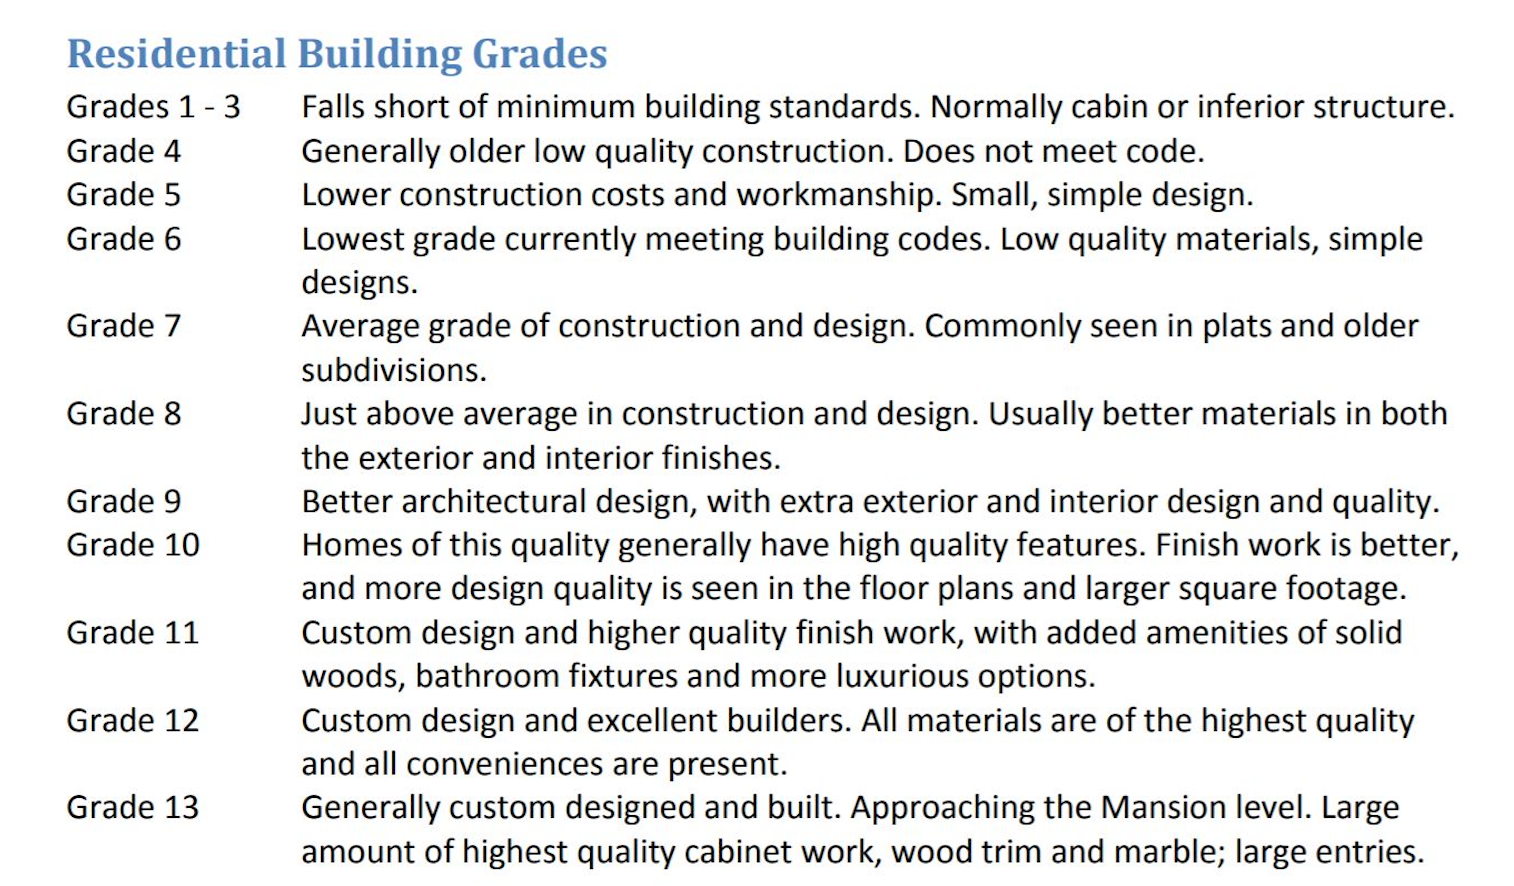 Residential Building Grades
Grades 1 - 3 Falls short of minimum building standards. Normally cabin or inferior structure.
Grade 4 Generally older low quality construction. Does not meet code.
Grade 5 Lower construction costs and workmanship. Small, simple design.
Grade 6 Lowest grade currently meeting building codes. Low quality materials, simple
designs.
Grade 7 Average grade of construction and design. Commonly seen in plats and older
subdivisions.
Grade 8 Just above average in construction and design. Usually better materials in both
the exterior and interior finishes.
Grade 9 Better architectural design, with extra exterior and interior design and quality.
Grade 10 Homes of this quality generally have high quality features. Finish work is better,
and more design quality is seen in the floor plans and larger square footage.
Grade 11 Custom design and higher quality finish work, with added amenities of solid
woods, bathroom fixtures and more luxurious options.
Grade 12 Custom design and excellent builders. All materials are of the highest quality
and all conveniences are present.
Grade 13 Generally custom designed and built. Approaching the Mansion level. Large
amount of highest quality cabinet work, wood trim and marble; large entries.